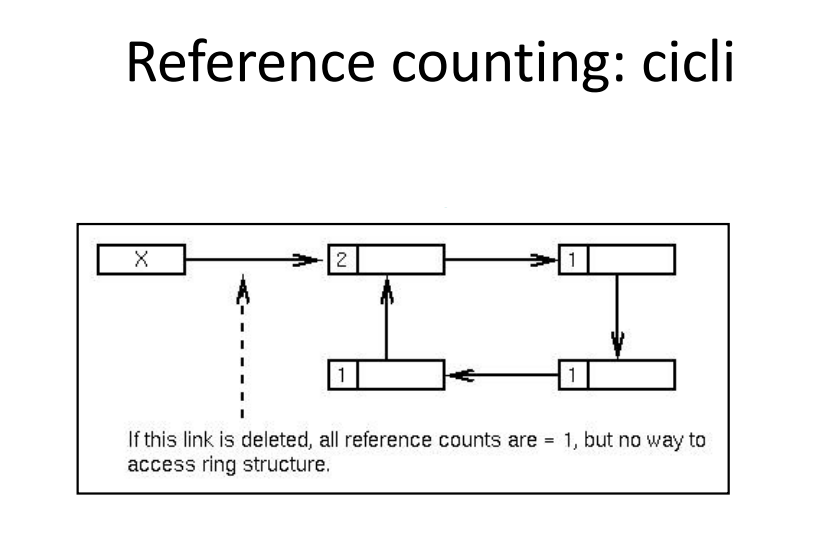 Reference counting: cicli
X
2
1
1
1
If this link is deleted, all reference counts are = 1, but no way to
access ring structure.